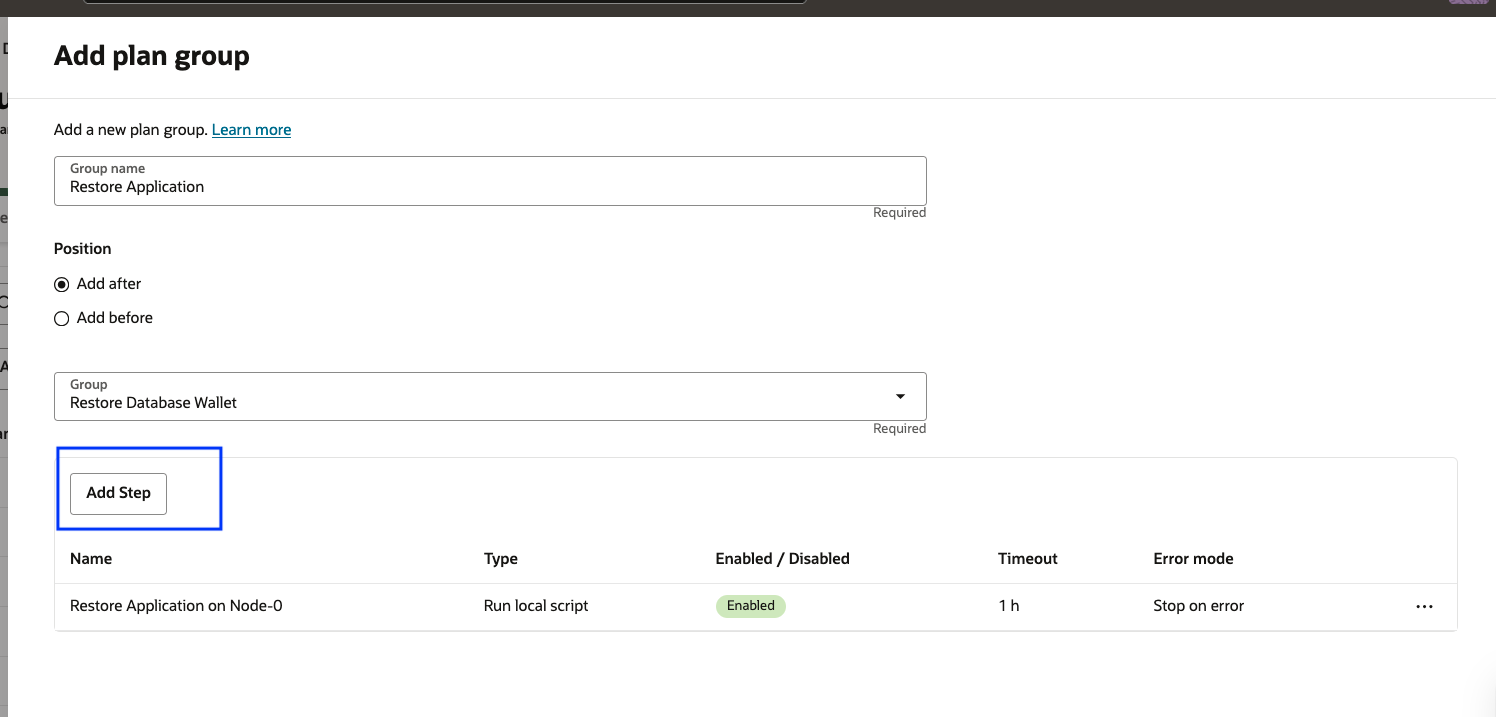 Add plan group
Add a new plan group. Learn more
Group name
Restore Application
Required
Position
Add after
Add before
Group
Restore Database Wallet
Required
Add Step
Name Type Enabled / Disabled Timeout Error mode
Restore Application on Node-0 Run local script Enabled 1 h Stop on error